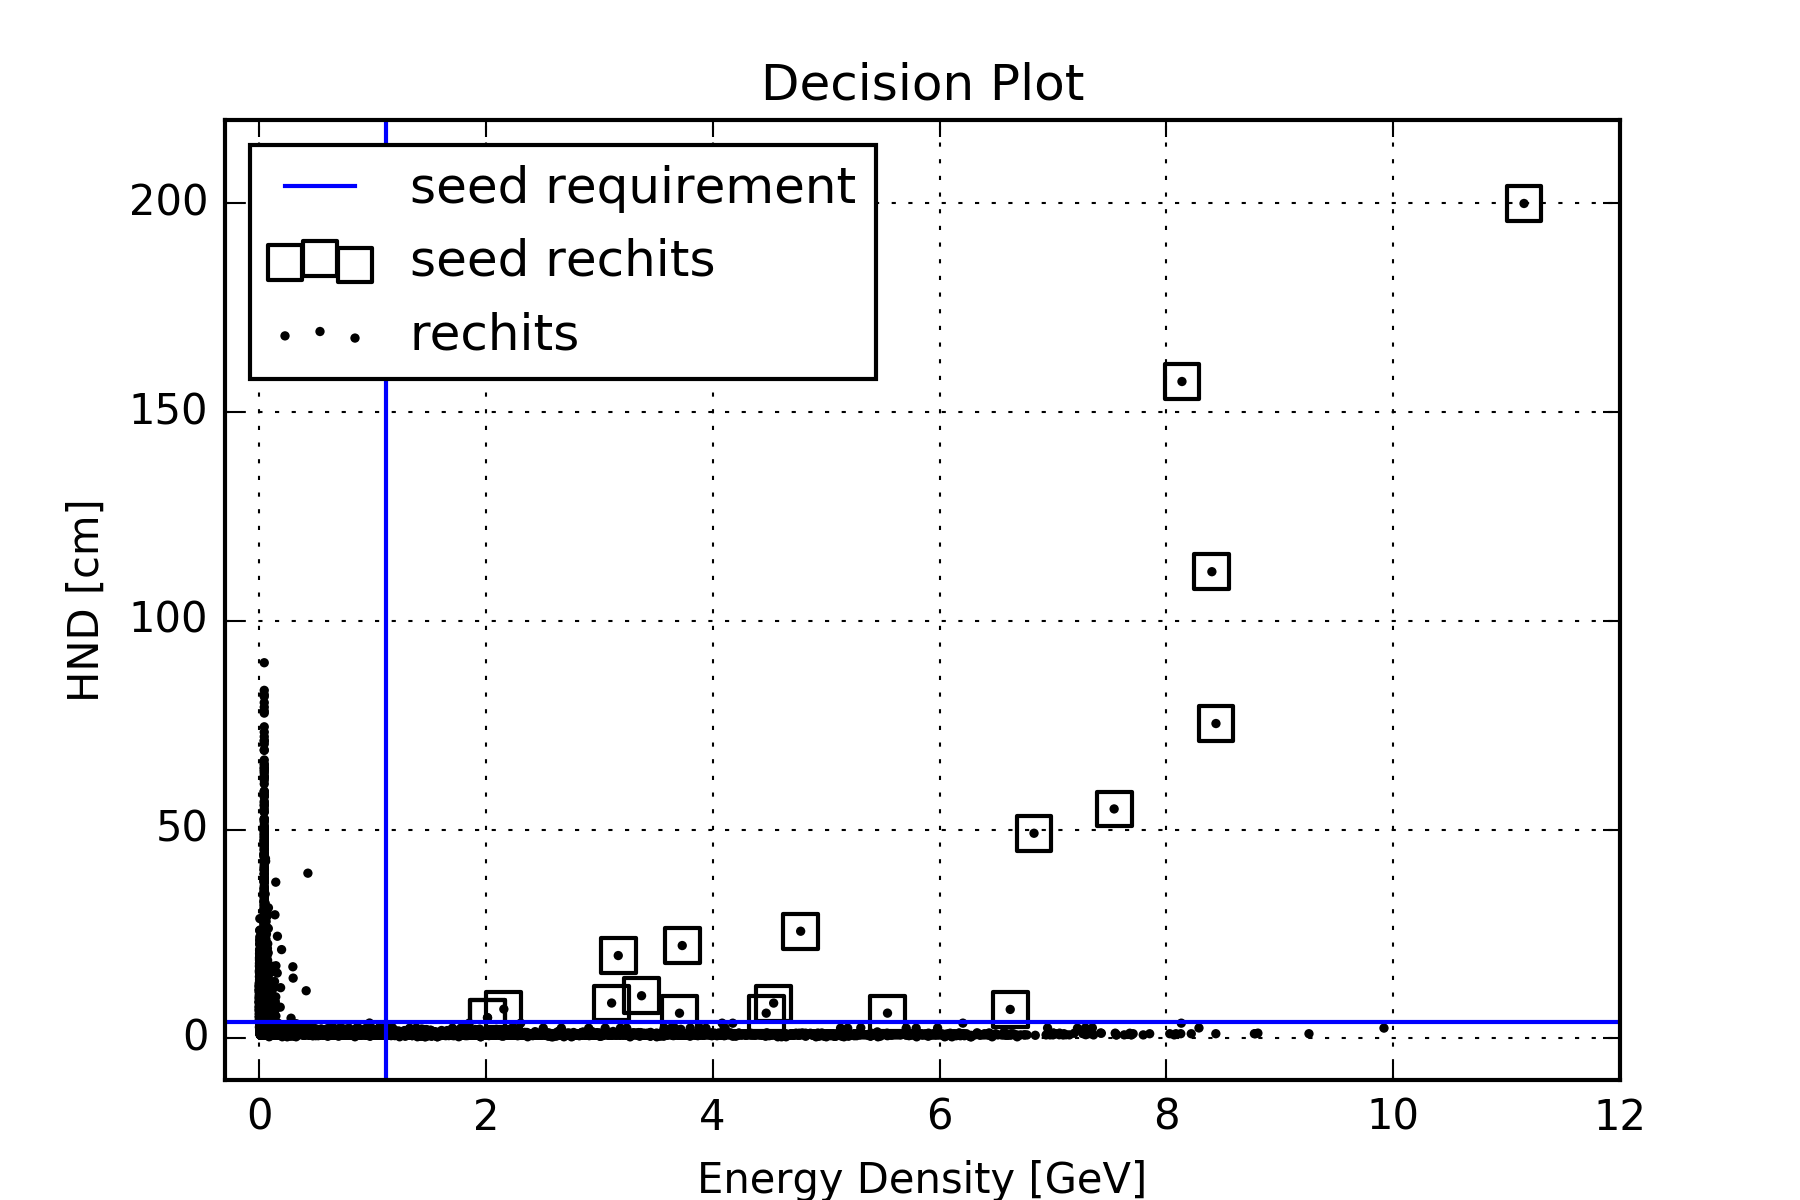 Decision Plot
seed requirement
seed rechits
rechits
200
150
100
50
0
HND [cm]
0 2 4 6 8 10 12
Energy Density [GeV]